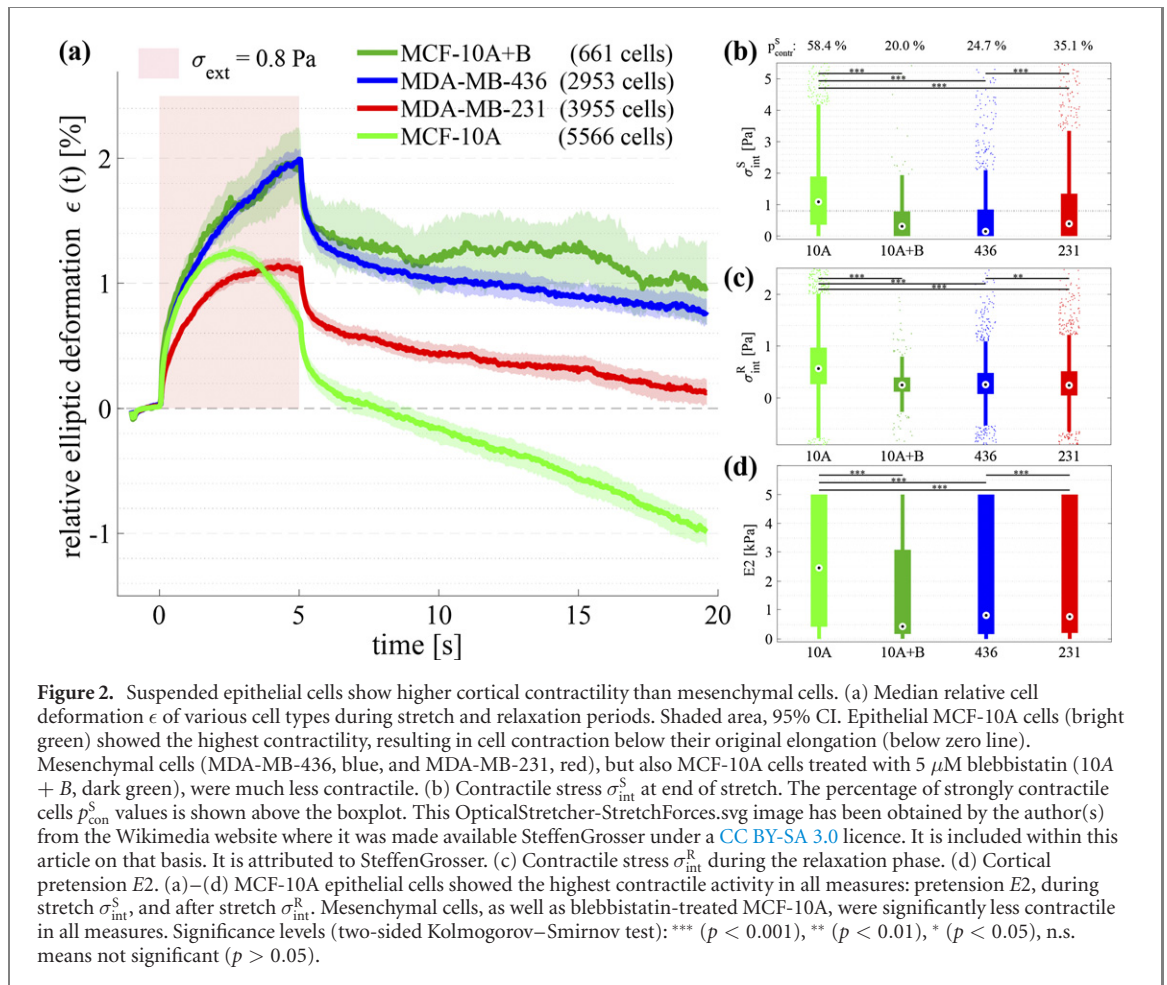 (a)
σext = 0.8 Pa
MCF-10A+B (661 cells)
MDA-MB-436 (2953 cells)
MDA-MB-231 (3955 cells)
MCF-10A (5566 cells)
relative elliptic deformation ϵ (t) [%]
2
1
0
-1
0 5 10 15 20
time [s]
(b)
p^S_contr: 58.4 % 20.0 % 24.7 % 35.1 %
*** *** 
***
***
σ^S_int [Pa]
5
4
3
2
1
0
10A 10A+B 436 231
(c)
*** **
***
***
σ^R_int [Pa]
2
1
0
10A 10A+B 436 231
(d)
*** ***
***
***
E2 [kPa]
5
4
3
2
1
0
10A 10A+B 436 231
Figure 2. Suspended epithelial cells show higher cortical contractility than mesenchymal cells. (a) Median relative cell
deformation ϵ of various cell types during stretch and relaxation periods. Shaded area, 95% CI. Epithelial MCF-10A cells (bright
green) showed the highest contractility, resulting in cell contraction below their original elongation (below zero line).
Mesenchymal cells (MDA-MB-436, blue, and MDA-MB-231, red), but also MCF-10A cells treated with 5 μM blebbistatin (10A
+ B, dark green), were much less contractile. (b) Contractile stress σ^S_int at end of stretch. The percentage of strongly contractile
cells p^S_con values is shown above the boxplot. This OpticalStretcher-StretchForces.svg image has been obtained by the author(s)
from the Wikimedia website where it was made available SteffenGrosser under a CC BY-SA 3.0 licence. It is included within this
article on that basis. It is attributed to SteffenGrosser. (c) Contractile stress σ^R_int during the relaxation phase. (d) Cortical
pretension E2. (a)–(d) MCF-10A epithelial cells showed the highest contractile activity in all measures: pretension E2, during
stretch σ^S_int, and after stretch σ^R_int. Mesenchymal cells, as well as blebbistatin-treated MCF-10A, were significantly less contractile
in all measures. Significance levels (two-sided Kolmogorov–Smirnov test): *** (p < 0.001), ** (p < 0.01), * (p < 0.05), n.s.
means not significant (p > 0.05).